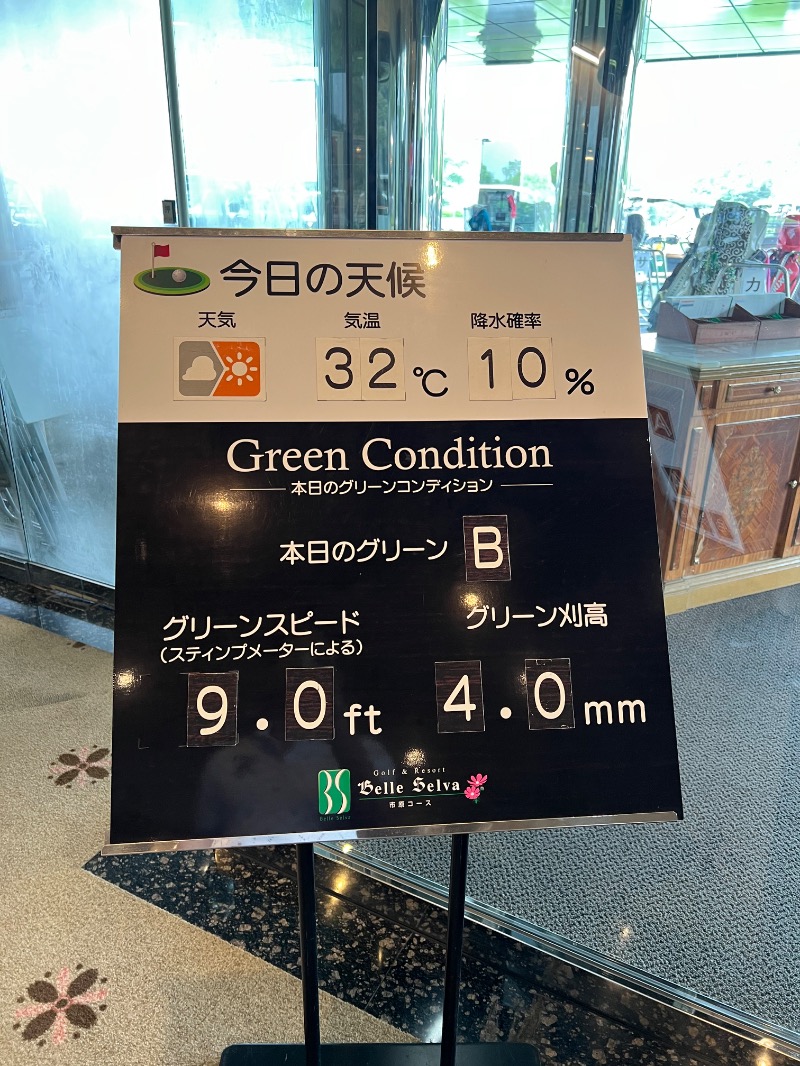 今日の天候
天気 気温 降水確率
32℃ 10%
Green Condition
本日のグリーンコンディション
本日のグリーン B
グリーンスピード グリーン刈高
(スティンプメーターによる)
9.0ft 4.0mm
Golf & Resort
Belle Selva
市原コース
BS
Belle Selva
カ